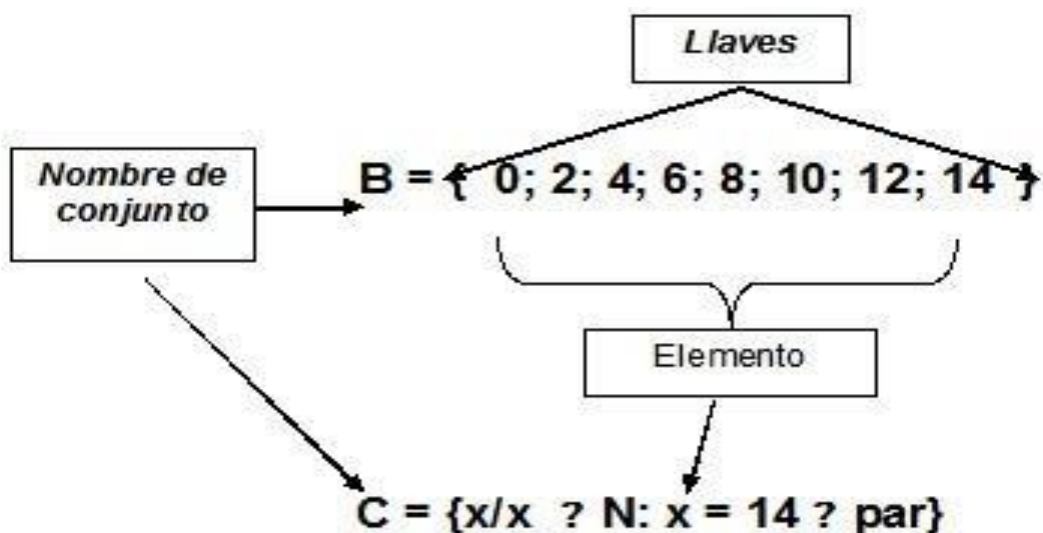 Llaves
Nombre de
conjunto
B = { 0; 2; 4; 6; 8; 10; 12; 14 }
Elemento
C = {x/x ? N: x = 14 ? par}